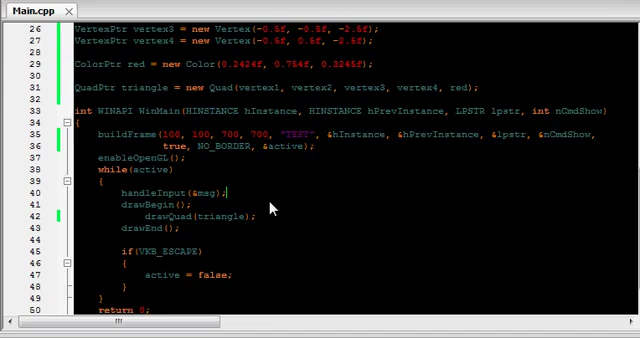 Main.cpp
26 VertexPtr vertex3 = new Vertex(-0.5f, -0.5f, -2.5f);
27 VertexPtr vertex4 = new Vertex(-0.5f, 0.5f, -2.5f);
28
29 ColorPtr red = new Color(0.2424f, 0.754f, 0.3245f);
30
31 QuadPtr triangle = new Quad(vertex1, vertex2, vertex3, vertex4, red);
32
33 int WINAPI WinMain(HINSTANCE hInstance, HINSTANCE hPrevInstance, LPSTR lpstr, int nCmdShow)
34 {
35 buildFrame(100, 100, 700, 700, "TEST", &hInstance, &hPrevInstance, &lpstr, &nCmdShow,
36 true, NO_BORDER, &active);
37 enableOpenGL();
38 while(active)
39 {
40 handleInput(&msg);
41 drawBegin();
42 drawQuad(triangle);
43 drawEnd();
44
45 if(VKB_ESCAPE)
46 {
47 active = false;
48 }
49 }
50 return 0;